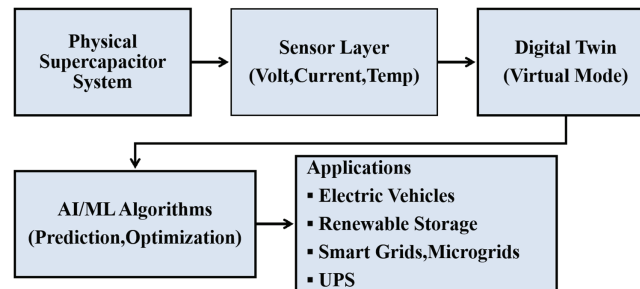 Physical
Supercapacitor
System
Sensor Layer
(Volt,Current,Temp)
Digital Twin
(Virtual Mode)
AI/ML Algorithms
(Prediction,Optimization)
Applications
▪ Electric Vehicles
▪ Renewable Storage
▪ Smart Grids,Microgrids
▪ UPS